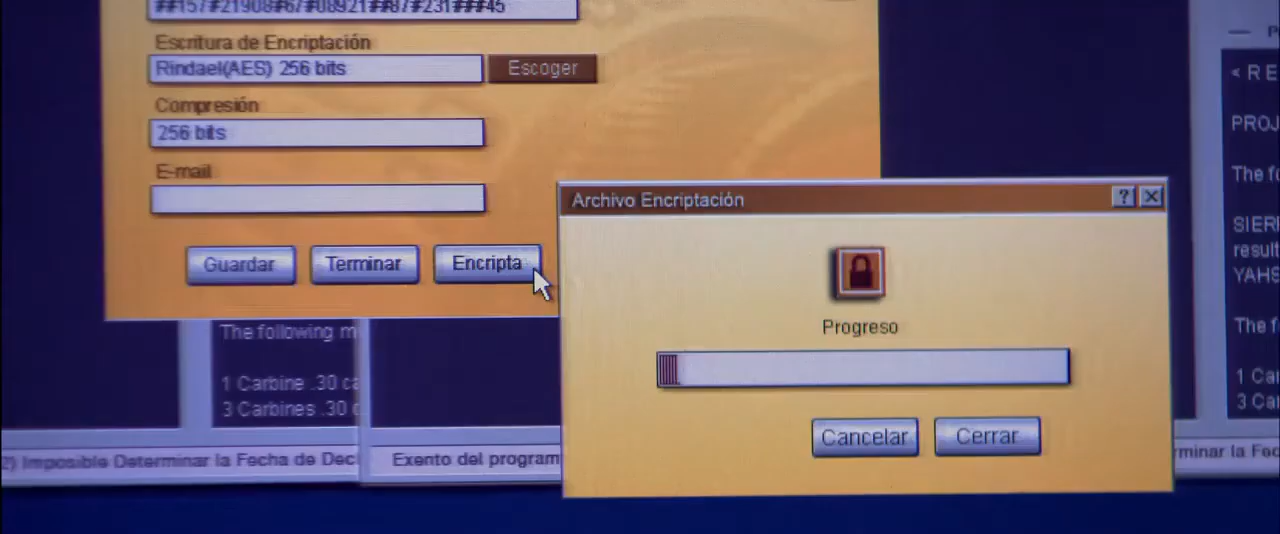 ##157#21908#67#08921##87#231###45
Escritura de Encriptación
Rindael(AES) 256 bits
Escoger
Compresión
256 bits
E-mail
Guardar
Terminar
Encripta
Archivo Encriptación
?
Progreso
Cancelar
Cerrar
The following m
1 Carbine .30 ca
3 Carbines .30 c
2) Imposible Determinar la Fecha de Decl
Exento del program
< R E
PROJ
The fo
SIERR
result
YAHS
The f
1 Car
3 Car
rminar la Fec